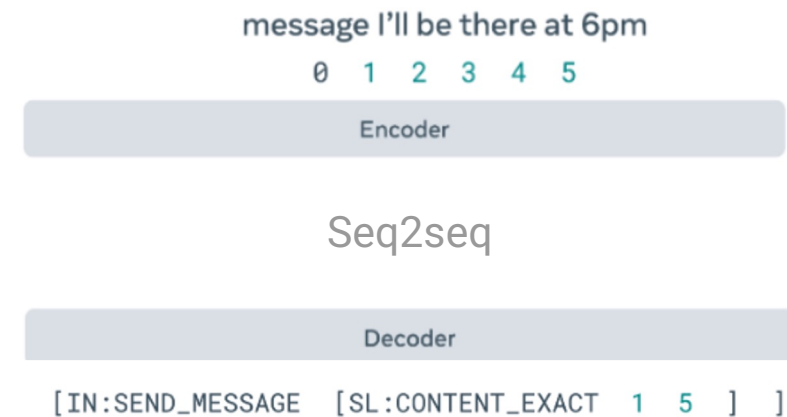 message I’ll be there at 6pm
0 1 2 3 4 5
Encoder
Seq2seq
Decoder
[IN:SEND_MESSAGE [SL:CONTENT_EXACT 1 5 ] ]